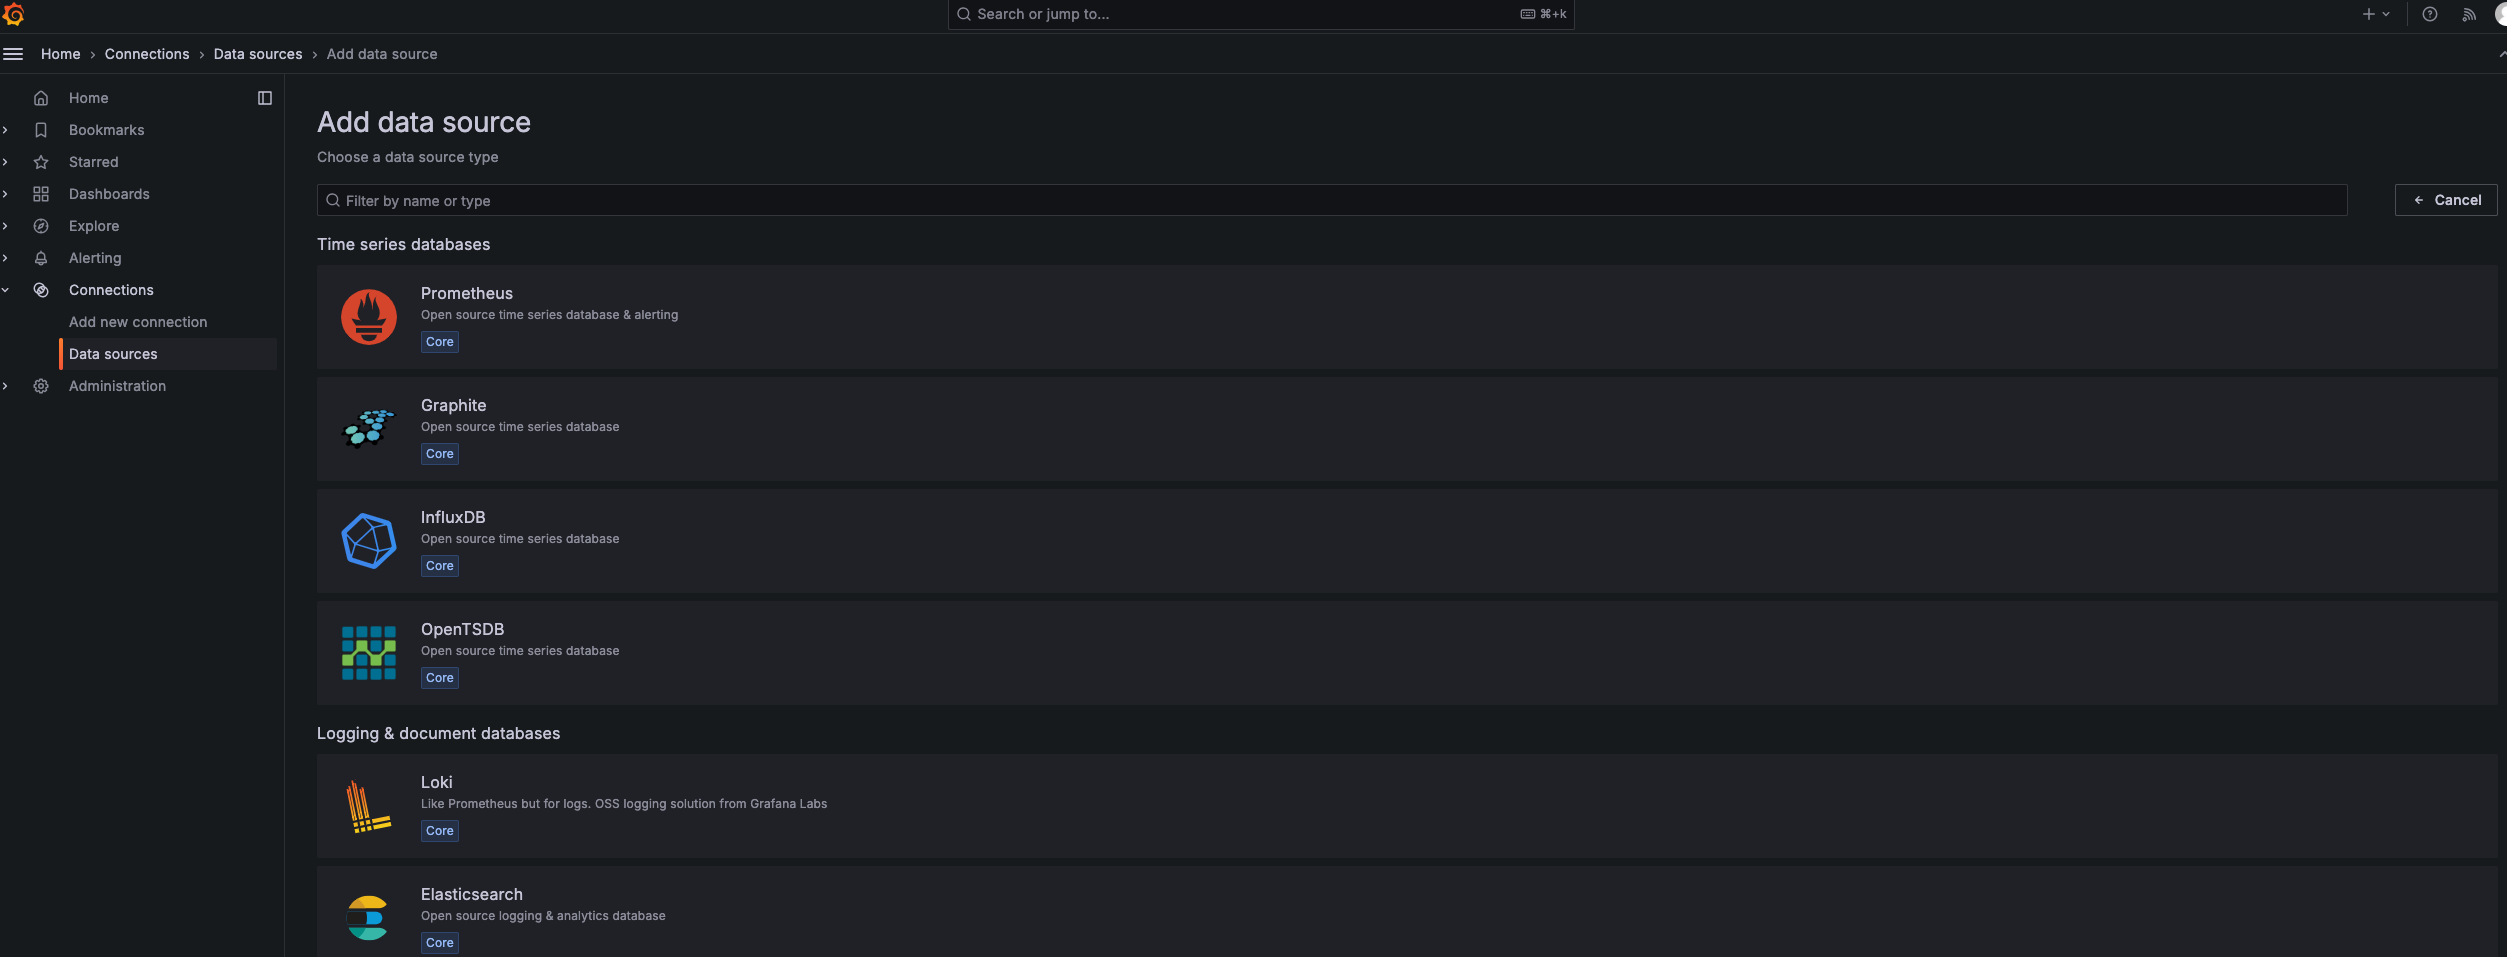 Search or jump to... ⌘+k
Home › Connections › Data sources › Add data source
Home
Bookmarks
Starred
Dashboards
Explore
Alerting
Connections
Add new connection
Data sources
Administration
Add data source
Choose a data source type
Filter by name or type
Cancel
Time series databases
Prometheus
Open source time series database & alerting
Core
Graphite
Open source time series database
Core
InfluxDB
Open source time series database
Core
OpenTSDB
Open source time series database
Core
Logging & document databases
Loki
Like Prometheus but for logs. OSS logging solution from Grafana Labs
Core
Elasticsearch
Open source logging & analytics database
Core